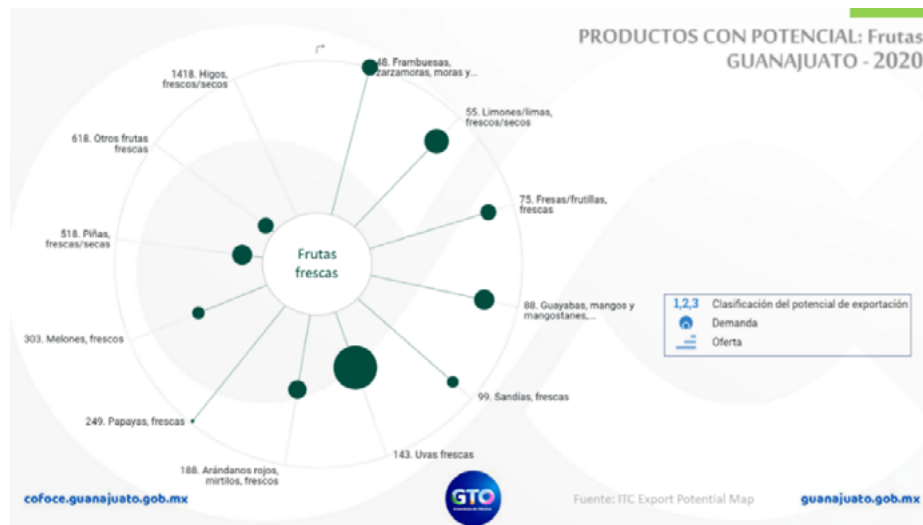 PRODUCTOS CON POTENCIAL: Frutas
GUANAJUATO - 2020
48. Frambuesas,
zarzamoras, moras y...
1418. Higos,
frescos/secos
55. Limones/limas,
frescos/secos
618. Otros frutas
frescas
75. Fresas/frutillas,
frescas
518. Piñas,
frescas/secas
Frutas
frescas
88. Guayabas, mangos y
mangostanes,...
1,2,3 Clasificación del potencial de exportación
Demanda
Oferta
303. Melones, frescos
99. Sandías, frescas
249. Papayas, frescas
143. Uvas frescas
188. Arándanos rojos,
mirtilos, frescos
cofoce.guanajuato.gob.mx
GTO
Fuente: ITC Export Potential Map
guanajuato.gob.mx